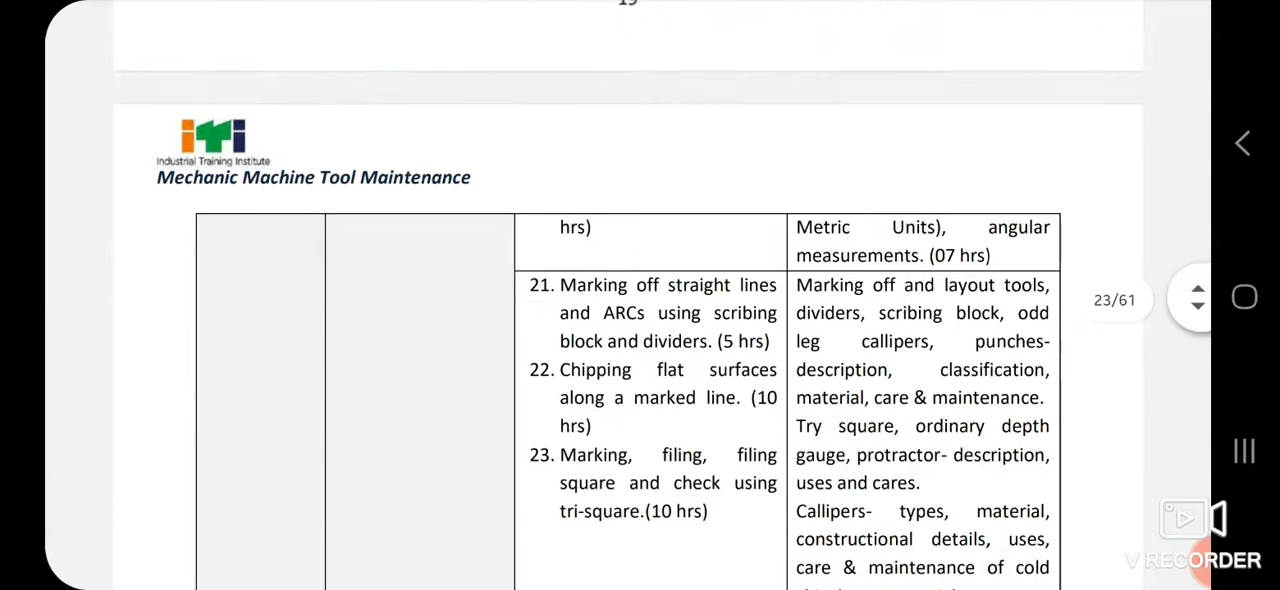 19
iTi
Industrial Training Institute
Mechanic Machine Tool Maintenance
hrs)
21. Marking off straight lines
and ARCs using scribing
block and dividers. (5 hrs)
22. Chipping flat surfaces
along a marked line. (10
hrs)
23. Marking, filing, filing
square and check using
tri-square.(10 hrs)
Metric Units), angular
measurements. (07 hrs)
Marking off and layout tools,
dividers, scribing block, odd
leg callipers, punches-
description, classification,
material, care & maintenance.
Try square, ordinary depth
gauge, protractor- description,
uses and cares.
Callipers- types, material,
constructional details, uses,
care & maintenance of cold
23/61
V RECORDER